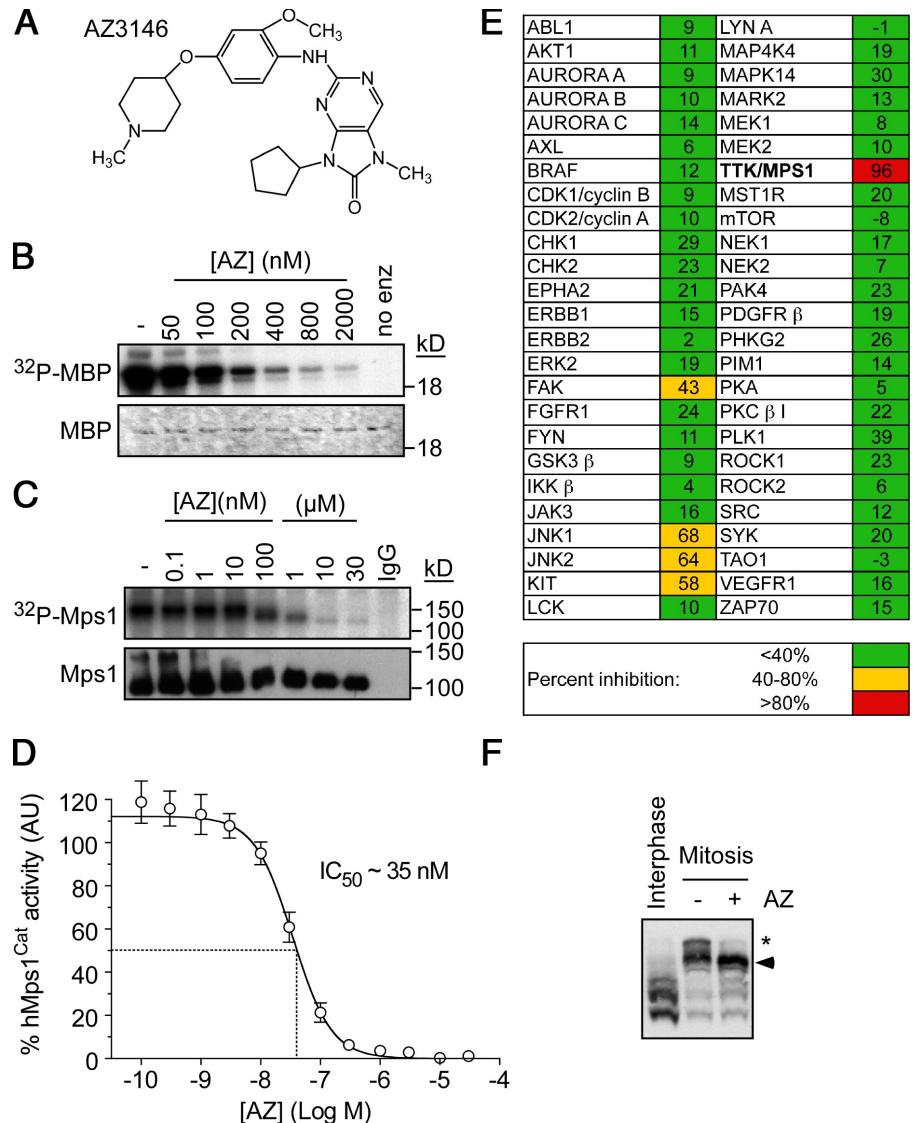 A
AZ3146
O
O
CH₃
NH
N
N
N
N
N
H₃C
CH₃
O
B
[AZ] (nM)
- 50 100 200 400 800 2000 no enz
kD
³²P-MBP
18
MBP
18
C
[AZ](nM) (µM)
- 0.1 1 10 100 1 10 30 IgG
kD
³²P-Mps1
150
100
Mps1
150
100
D
% hMps1^Cat activity (AU)
120
100
80
60
40
20
0
IC₅₀ ~ 35 nM
-10 -9 -8 -7 -6 -5 -4
[AZ] (Log M)
E
ABL1 9 LYN A -1
AKT1 11 MAP4K4 19
AURORA A 9 MAPK14 30
AURORA B 10 MARK2 13
AURORA C 14 MEK1 8
AXL 6 MEK2 10
BRAF 12 TTK/MPS1 96
CDK1/cyclin B 9 MST1R 20
CDK2/cyclin A 10 mTOR -8
CHK1 29 NEK1 17
CHK2 23 NEK2 7
EPHA2 21 PAK4 23
ERBB1 15 PDGFR β 19
ERBB2 2 PHKG2 26
ERK2 19 PIM1 14
FAK 43 PKA 5
FGFR1 24 PKC β I 22
FYN 11 PLK1 39
GSK3 β 9 ROCK1 23
IKK β 4 ROCK2 6
JAK3 16 SRC 12
JNK1 68 SYK 20
JNK2 64 TAO1 -3
KIT 58 VEGFR1 16
LCK 10 ZAP70 15
Percent inhibition:
<40%
40-80%
>80%
F
Interphase
Mitosis
- + AZ
*